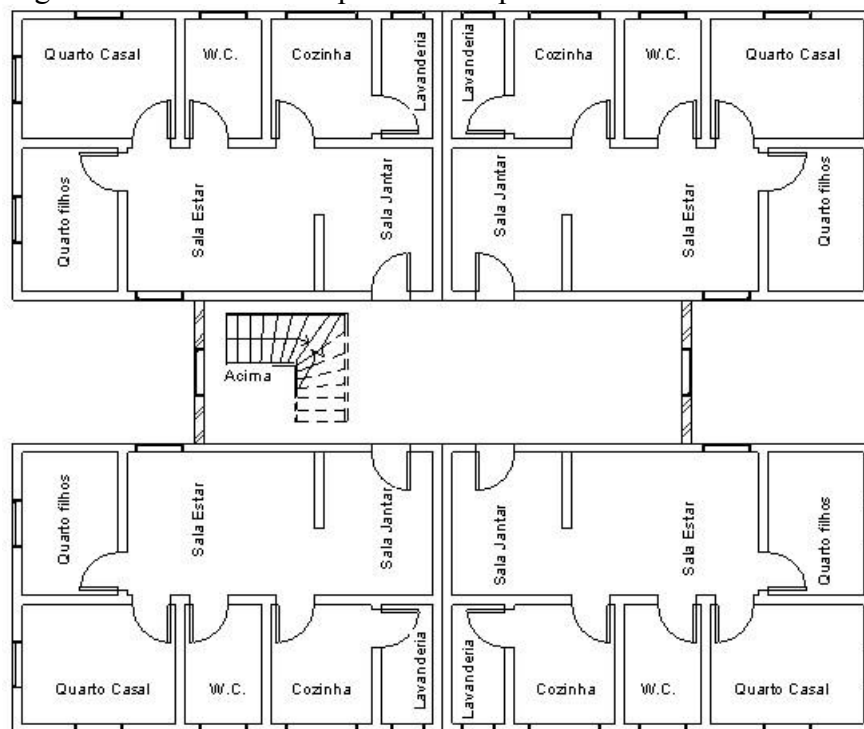 Quarto Casal
W.C.
Cozinha
Lavanderia
Lavanderia
Cozinha
W.C.
Quarto Casal
Quarto filhos
Sala Estar
Sala Jantar
Sala Jantar
Sala Estar
Quarto filhos
Acima
Quarto filhos
Sala Estar
Sala Jantar
Sala Jantar
Sala Estar
Quarto filhos
Quarto Casal
W.C.
Cozinha
Lavanderia
Lavanderia
Cozinha
W.C.
Quarto Casal